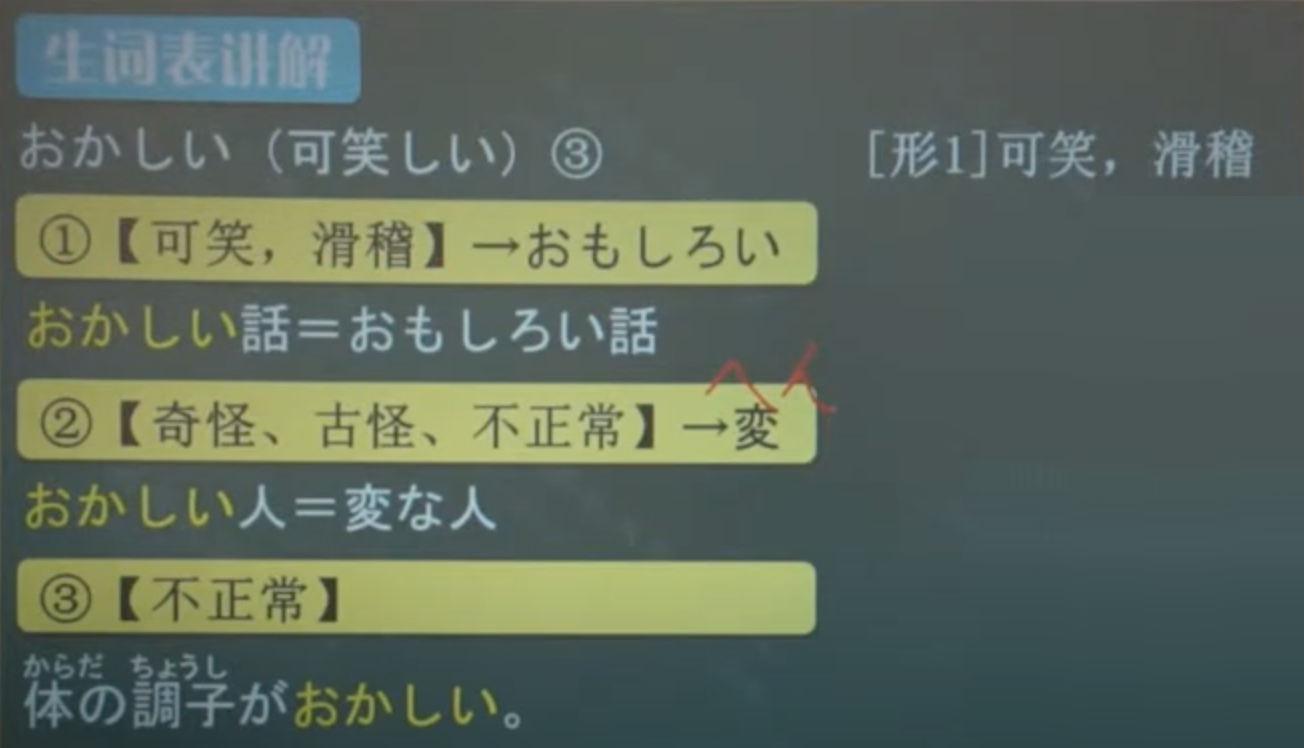 生词表讲解
おかしい（可笑しい）③ [形1]可笑，滑稽
①【可笑，滑稽】→おもしろい
おかしい話＝おもしろい話
へん
②【奇怪、古怪、不正常】→変
おかしい人＝変な人
③【不正常】
からだ ちょうし
体の調子がおかしい。